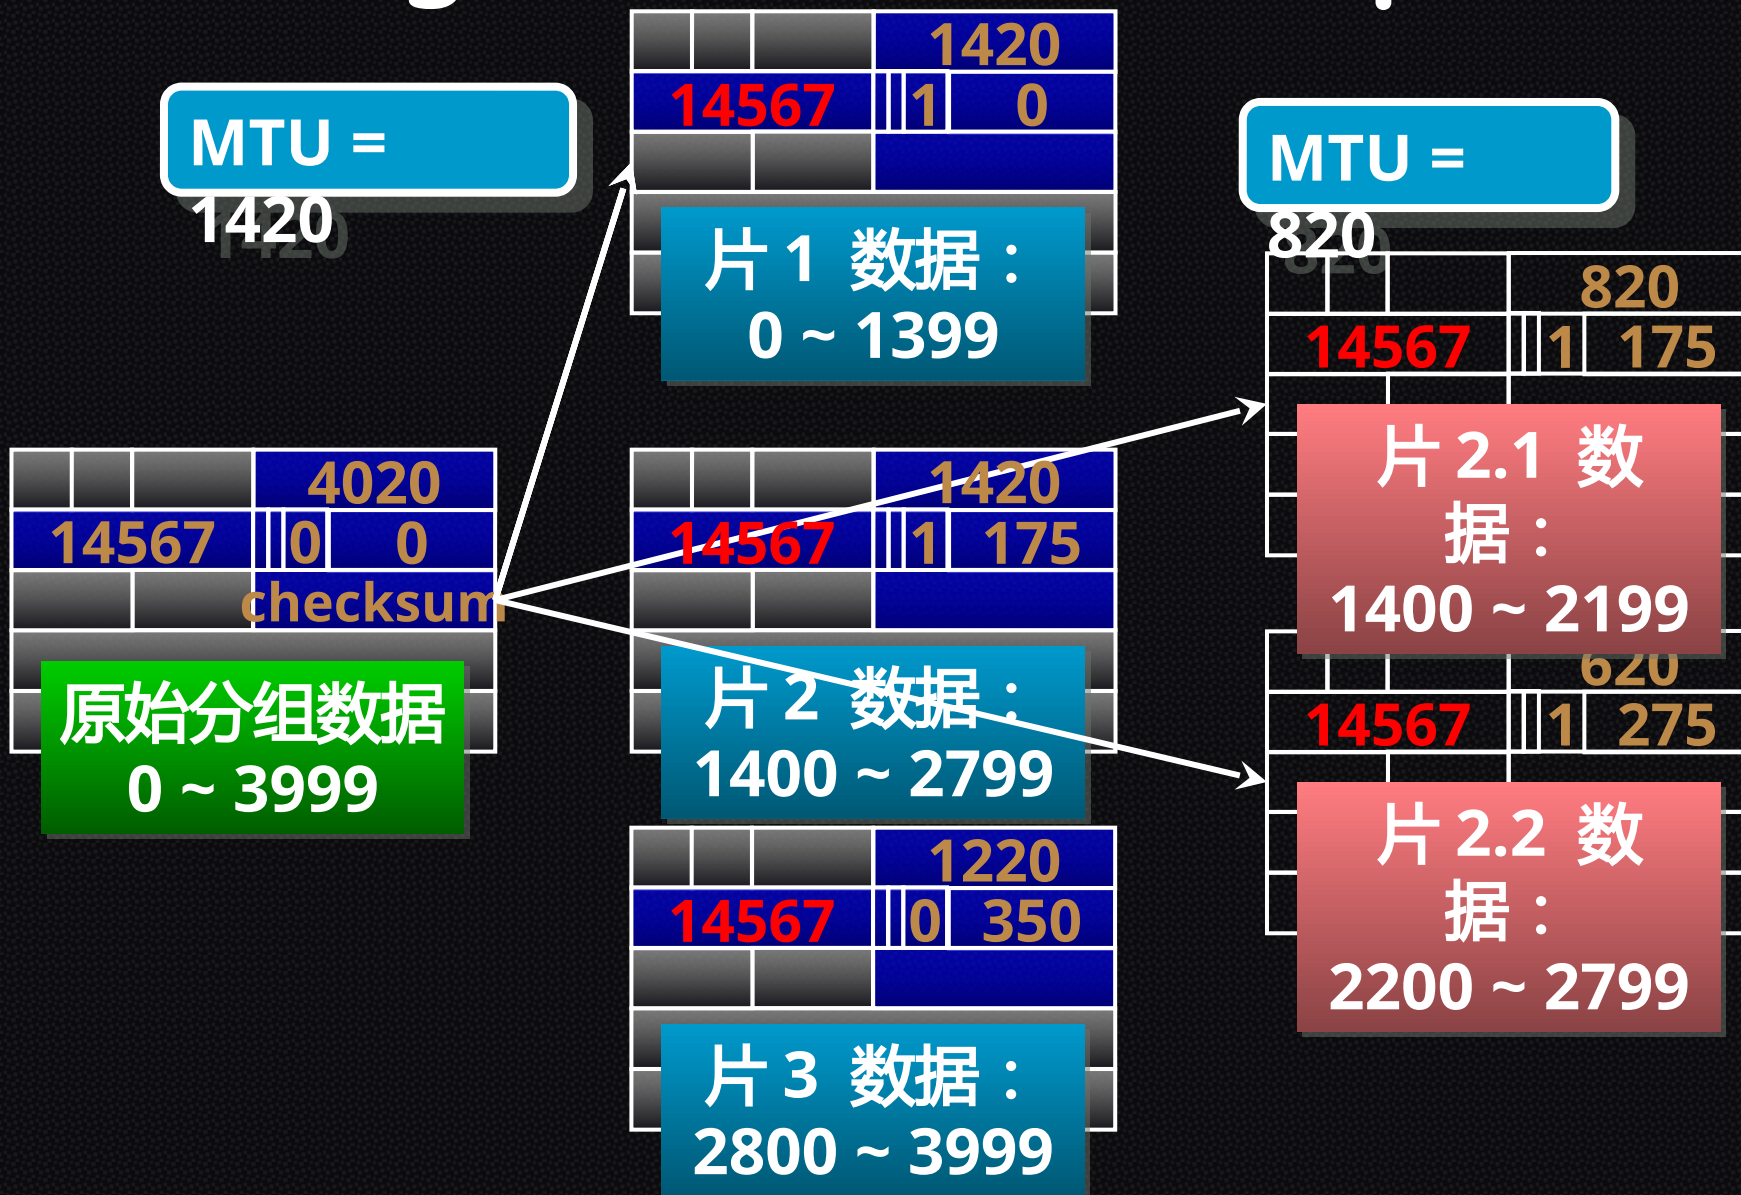 MTU =
1420
4020
14567 0 0
checksum
原始分组数据
0 ~ 3999
1420
14567 1 0
片 1 数据：
0 ~ 1399
1420
14567 1 175
片 2 数据：
1400 ~ 2799
1220
14567 0 350
片 3 数据：
2800 ~ 3999
MTU =
820
820
14567 1 175
片 2.1 数
据：
1400 ~ 2199
620
14567 1 275
片 2.2 数
据：
2200 ~ 2799